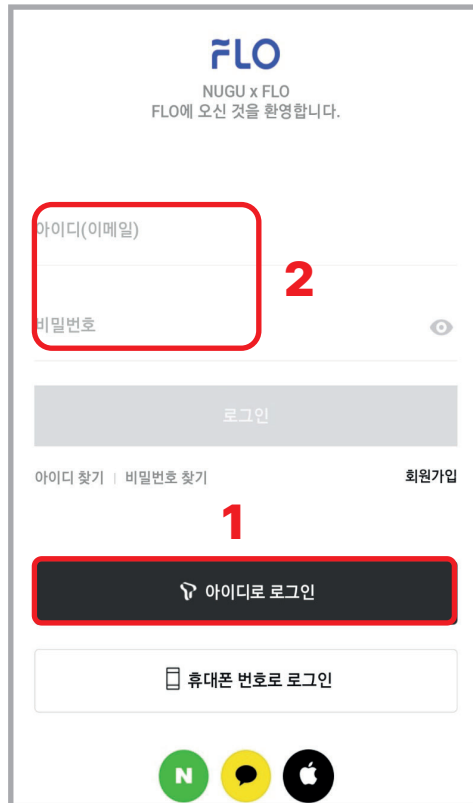 FLO
NUGU x FLO
FLO에 오신 것을 환영합니다.
아이디(이메일)
2
비밀번호
로그인
아이디 찾기 | 비밀번호 찾기 회원가입
1
아이디로 로그인
휴대폰 번호로 로그인
N